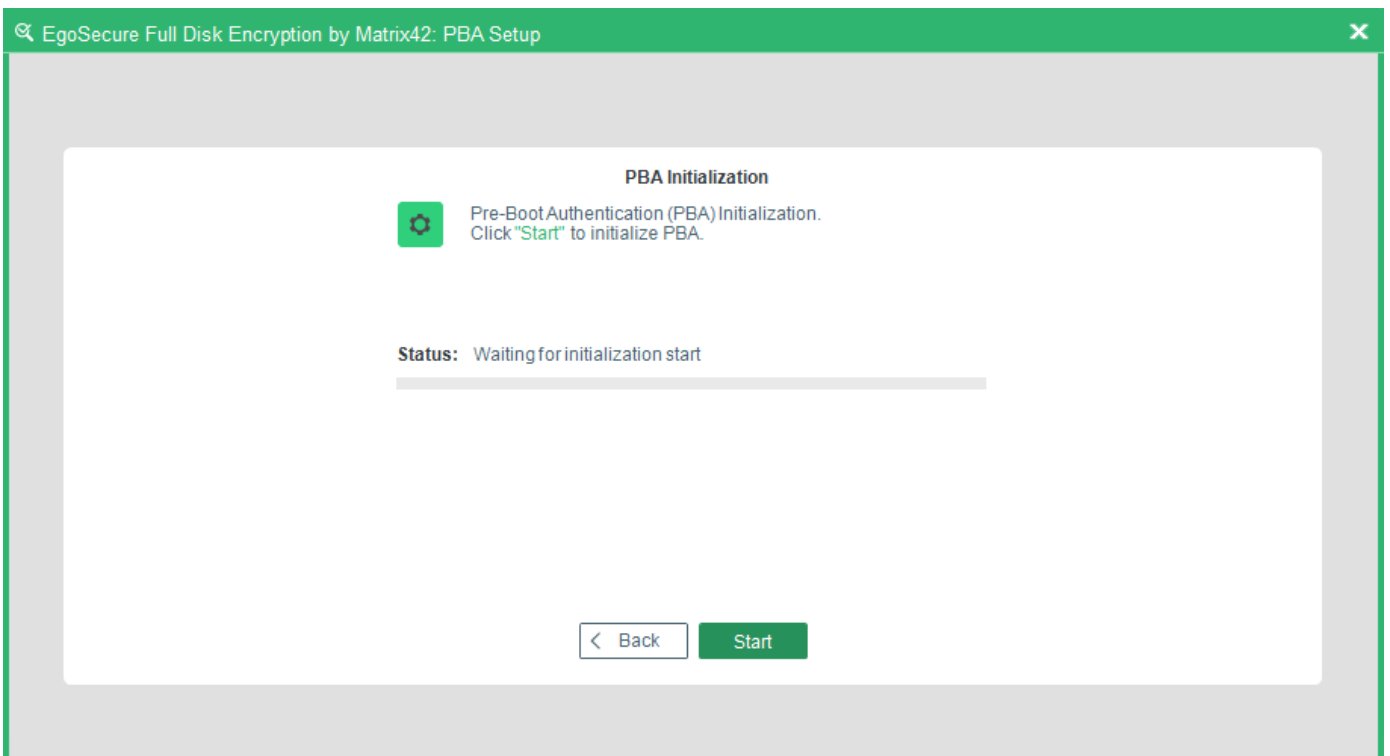 EgoSecure Full Disk Encryption by Matrix42: PBA Setup
PBA Initialization
Pre-Boot Authentication (PBA) Initialization.
Click "Start" to initialize PBA.
Status: Waiting for initialization start
Back
Start